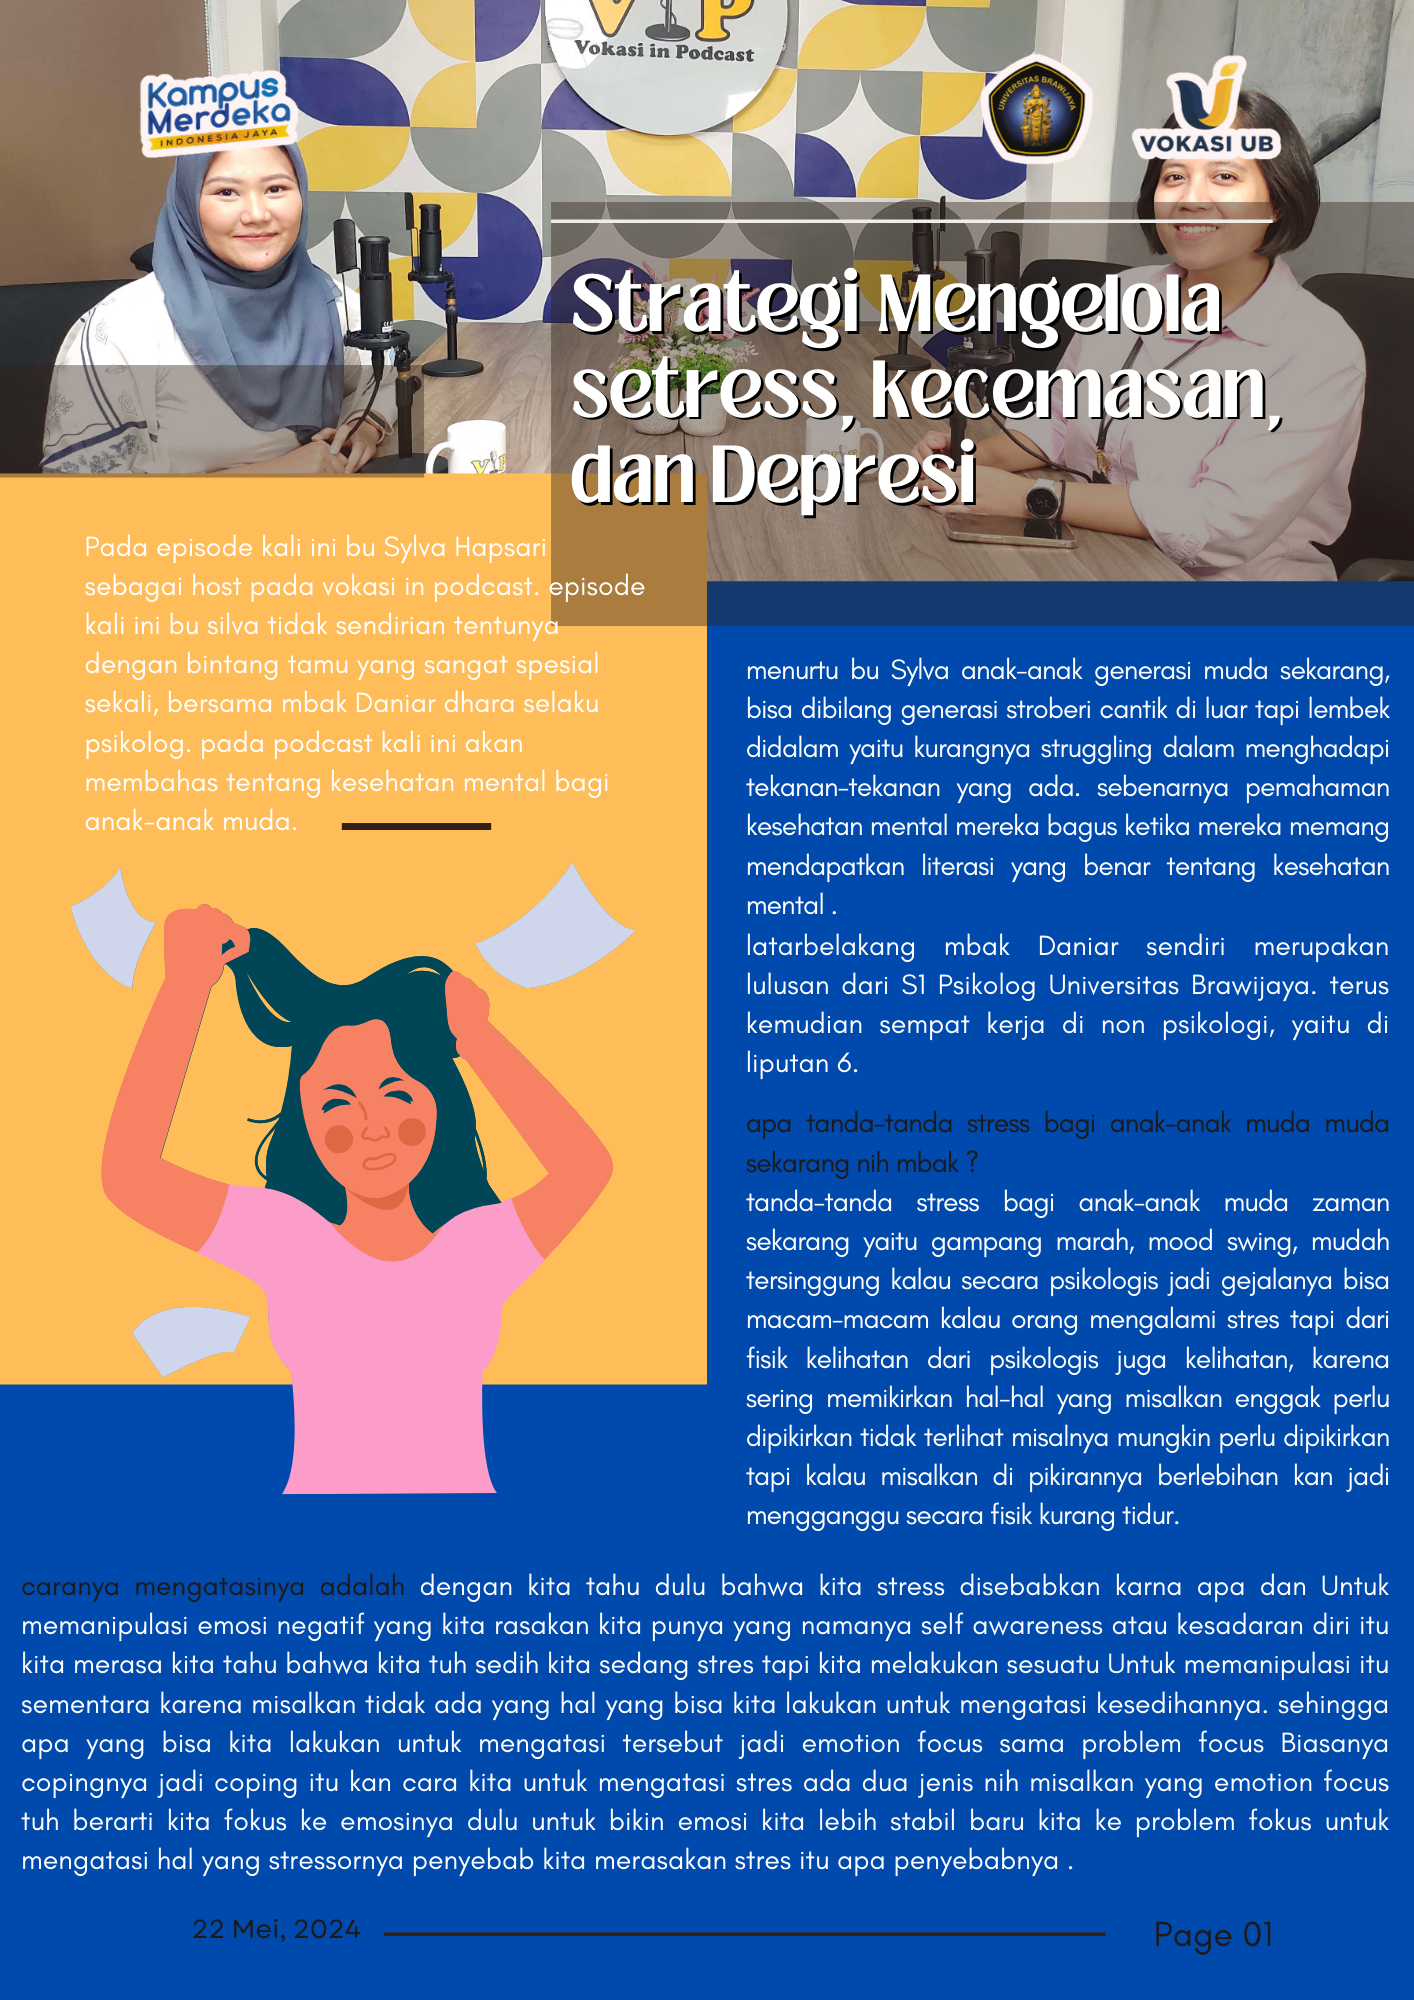 VIP
Vokasi in Podcast
Kampus
Merdeka
INDONESIA JAYA
UNIVERSITAS BRAWIJAYA
VOKASI UB
Strategi Mengelola
setress, kecemasan,
dan Depresi
Pada episode kali ini bu Sylva Hapsari
sebagai host pada vokasi in podcast. episode
kali ini bu silva tidak sendirian tentunya
dengan bintang tamu yang sangat spesial
sekali, bersama mbak Daniar dhara selaku
psikolog. pada podcast kali ini akan
membahas tentang kesehatan mental bagi
anak-anak muda.
menurtu bu Sylva anak-anak generasi muda sekarang,
bisa dibilang generasi stroberi cantik di luar tapi lembek
didalam yaitu kurangnya struggling dalam menghadapi
tekanan-tekanan yang ada. sebenarnya pemahaman
kesehatan mental mereka bagus ketika mereka memang
mendapatkan literasi yang benar tentang kesehatan
mental .
latarbelakang mbak Daniar sendiri merupakan
lulusan dari S1 Psikolog Universitas Brawijaya. terus
kemudian sempat kerja di non psikologi, yaitu di
liputan 6.
apa tanda-tanda stress bagi anak-anak muda muda
sekarang nih mbak ?
tanda-tanda stress bagi anak-anak muda zaman
sekarang yaitu gampang marah, mood swing, mudah
tersinggung kalau secara psikologis jadi gejalanya bisa
macam-macam kalau orang mengalami stres tapi dari
fisik kelihatan dari psikologis juga kelihatan, karena
sering memikirkan hal-hal yang misalkan enggak perlu
dipikirkan tidak terlihat misalnya mungkin perlu dipikirkan
tapi kalau misalkan di pikirannya berlebihan kan jadi
mengganggu secara fisik kurang tidur.
caranya mengatasinya adalah dengan kita tahu dulu bahwa kita stress disebabkan karna apa dan Untuk
memanipulasi emosi negatif yang kita rasakan kita punya yang namanya self awareness atau kesadaran diri itu
kita merasa kita tahu bahwa kita tuh sedih kita sedang stres tapi kita melakukan sesuatu Untuk memanipulasi itu
sementara karena misalkan tidak ada yang hal yang bisa kita lakukan untuk mengatasi kesedihannya. sehingga
apa yang bisa kita lakukan untuk mengatasi tersebut jadi emotion focus sama problem focus Biasanya
copingnya jadi coping itu kan cara kita untuk mengatasi stres ada dua jenis nih misalkan yang emotion focus
tuh berarti kita fokus ke emosinya dulu untuk bikin emosi kita lebih stabil baru kita ke problem fokus untuk
mengatasi hal yang stressornya penyebab kita merasakan stres itu apa penyebabnya .
22 Mei, 2024
Page 01